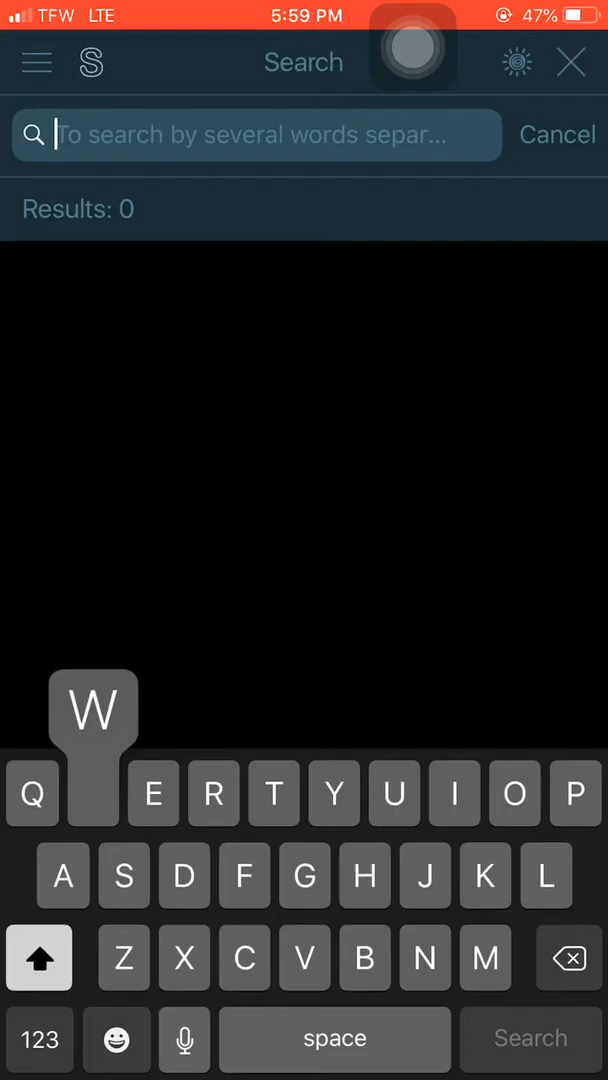 TFW LTE 5:59 PM 47%
S Search
To search by several words separ... Cancel
Results: 0
W
Q E R T Y U I O P
A S D F G H J K L
Z X C V B N M
123 space Search